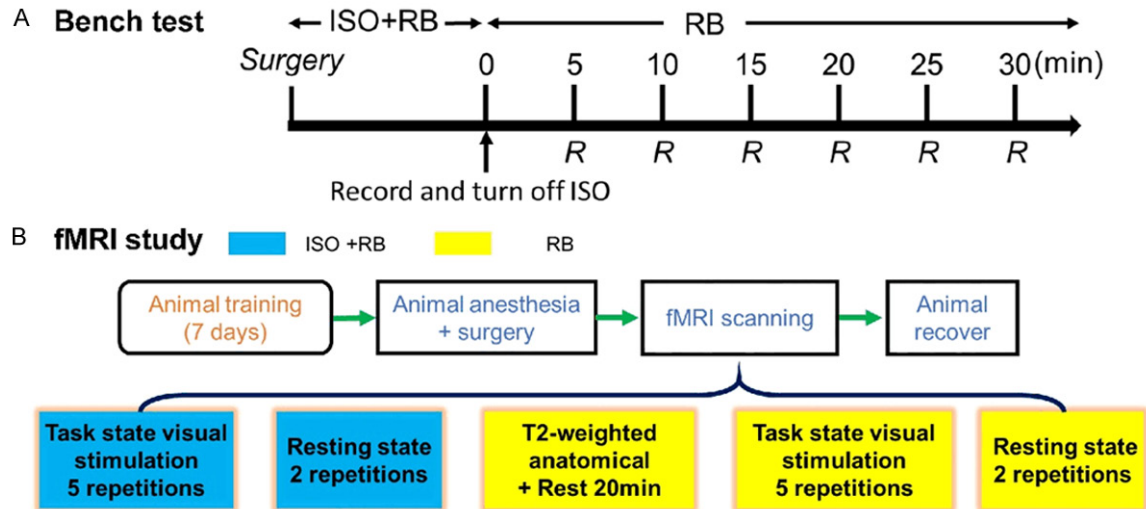 A Bench test
ISO+RB RB
Surgery 0 5 10 15 20 25 30 (min)
R R R R R R
Record and turn off ISO
B fMRI study ISO +RB RB
Animal training
(7 days)
Animal anesthesia
+ surgery
fMRI scanning
Animal
recover
Task state visual
stimulation
5 repetitions
Resting state
2 repetitions
T2-weighted
anatomical
+ Rest 20min
Task state visual
stimulation
5 repetitions
Resting state
2 repetitions